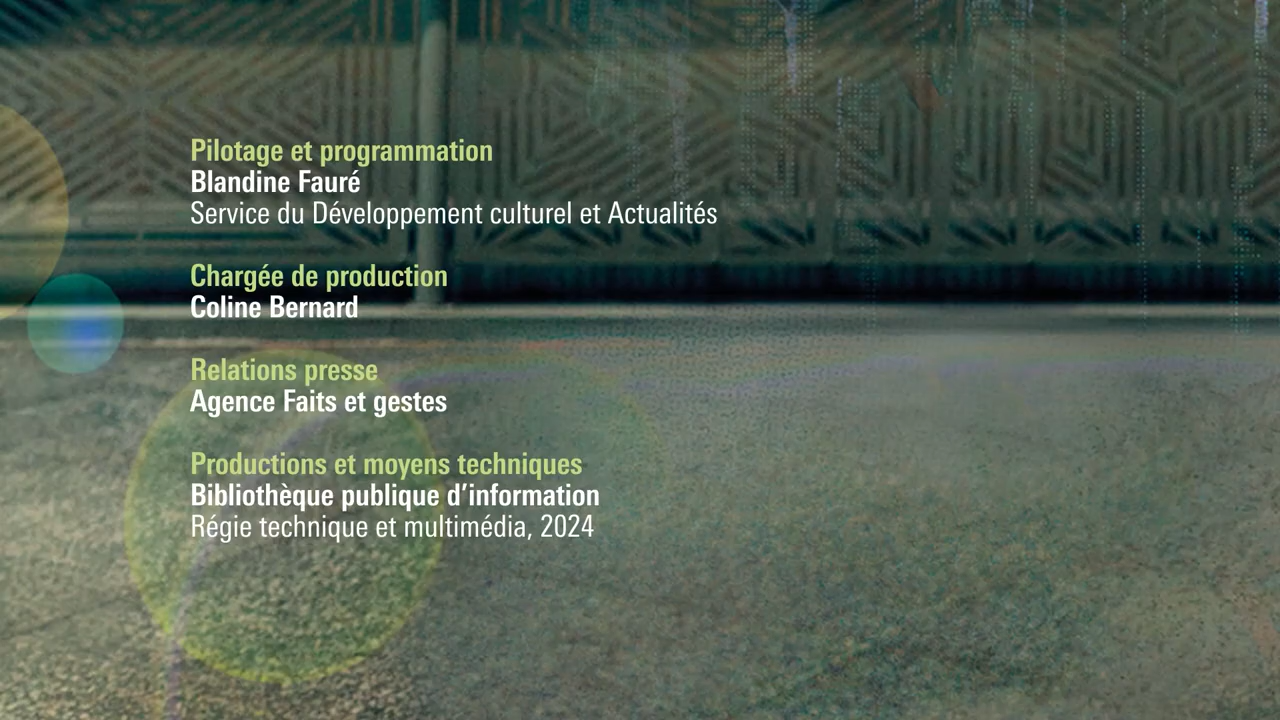 Pilotage et programmation
Blandine Fauré
Service du Développement culturel et Actualités
Chargée de production
Coline Bernard
Relations presse
Agence Faits et gestes
Productions et moyens techniques
Bibliothèque publique d’information
Régie technique et multimédia, 2024